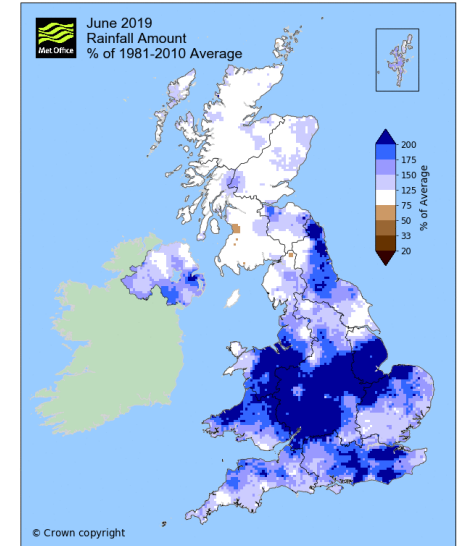 June 2019
Rainfall Amount
% of 1981-2010 Average
Met Office
200
175
150
125
75
50
33
20
% of Average
© Crown copyright